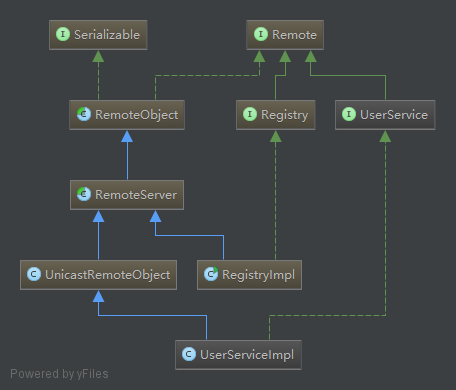 Serializable
Remote
RemoteObject
Registry
UserService
RemoteServer
UnicastRemoteObject
RegistryImpl
UserServiceImpl
Powered by yFiles